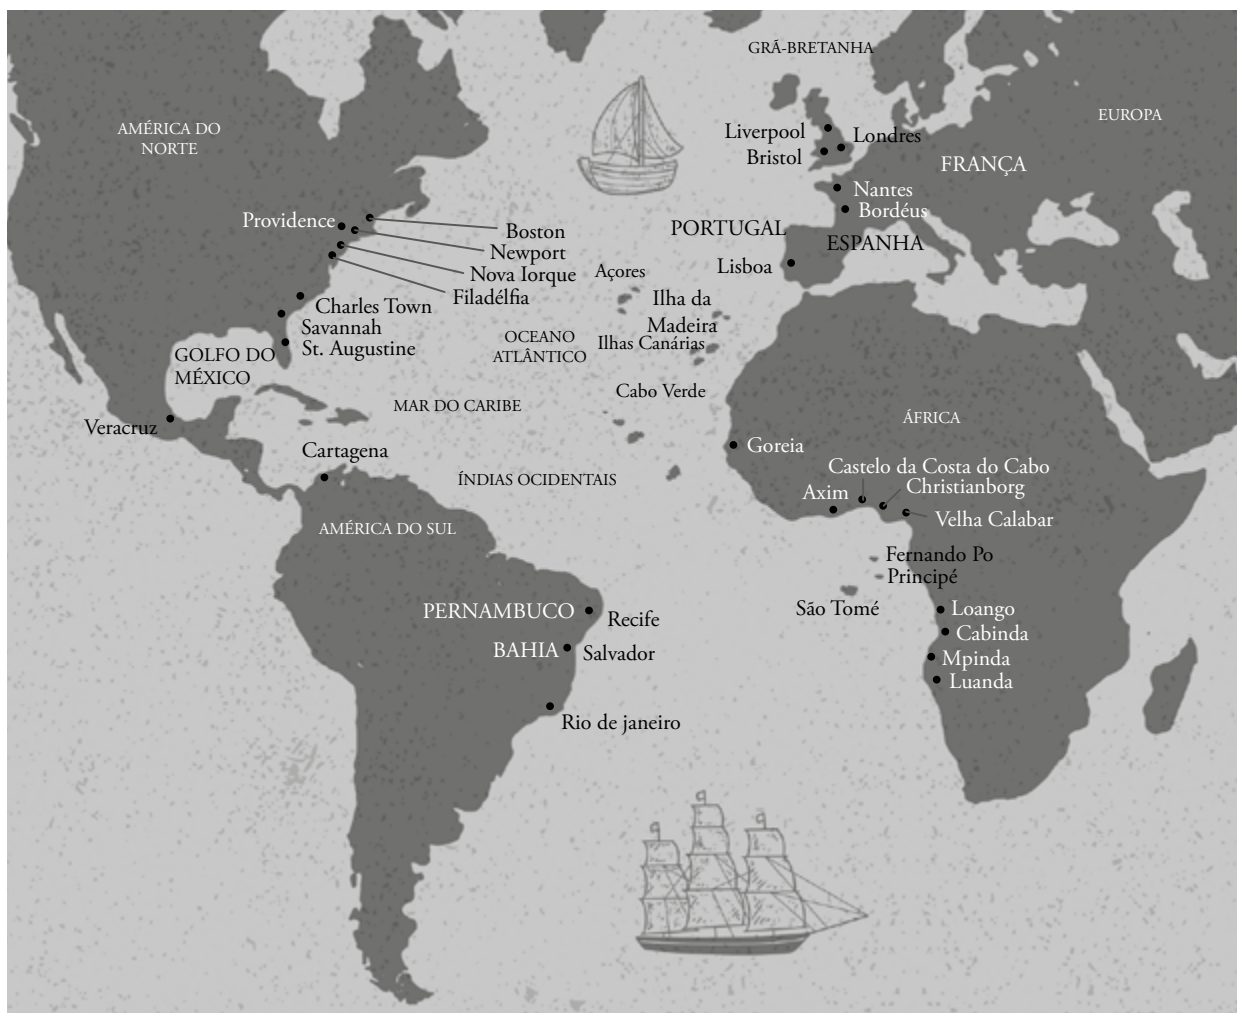 GRÃ-BRETANHA
AMÉRICA DO
NORTE
EUROPA
Liverpool
Londres
Bristol
FRANÇA
Nantes
Bordéus
Providence
Boston
PORTUGAL
ESPANHA
Newport
Lisboa
Nova Iorque
Açores
Filadélfia
Ilha da
Madeira
Charles Town
Savannah
St. Augustine
OCEANO
ATLÂNTICO
Ilhas Canárias
GOLFO DO
MÉXICO
Cabo Verde
MAR DO CARIBE
ÁFRICA
Veracruz
Goreia
Cartagena
Castelo da Costa do Cabo
ÍNDIAS OCIDENTAIS
Christianborg
Axim
Velha Calabar
AMÉRICA DO SUL
Fernando Po
Principé
PERNAMBUCO
Recife
São Tomé
Loango
Cabinda
BAHIA
Salvador
Mpinda
Luanda
Rio de janeiro